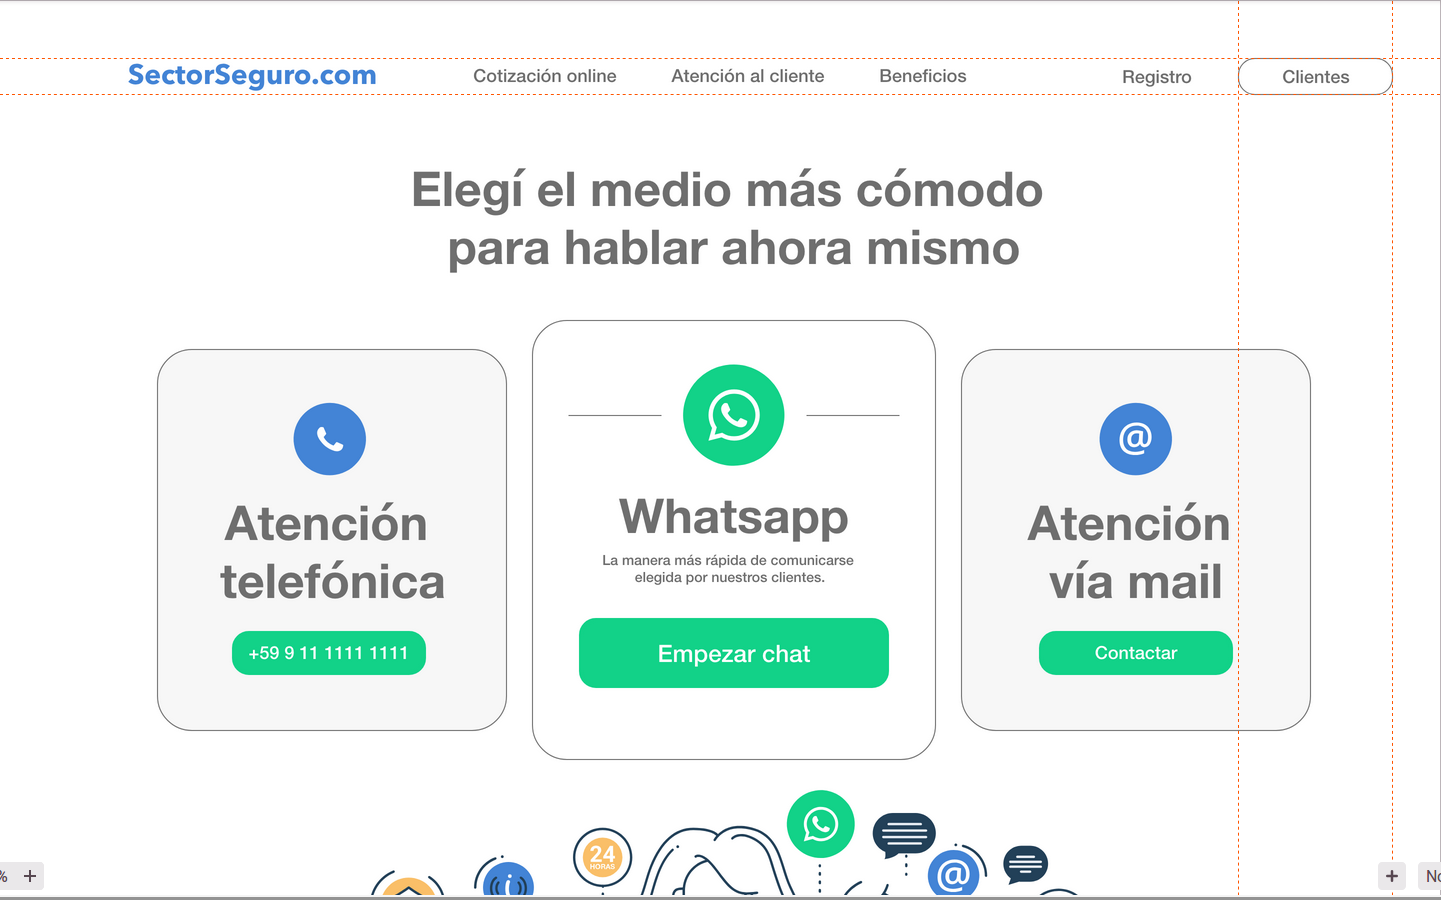 SectorSeguro.com
Cotización online
Atención al cliente
Beneficios
Registro
Clientes
Elegí el medio más cómodo
para hablar ahora mismo
Atención
telefónica
+59 9 11 1111 1111
Whatsapp
La manera más rápida de comunicarse
elegida por nuestros clientes.
Empezar chat
Atención
vía mail
Contactar
@
24
HORAS
i
@
%
+
+